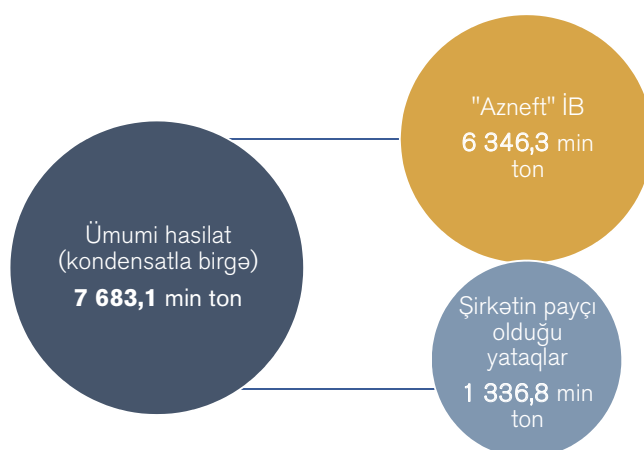 Ümumi hasilat
(kondensatla birgə)
7 683,1 min ton
"Azneft" İB
6 346,3 min
ton
Şirkətin payçı
olduğu
yataqlar
1 336,8 min
ton